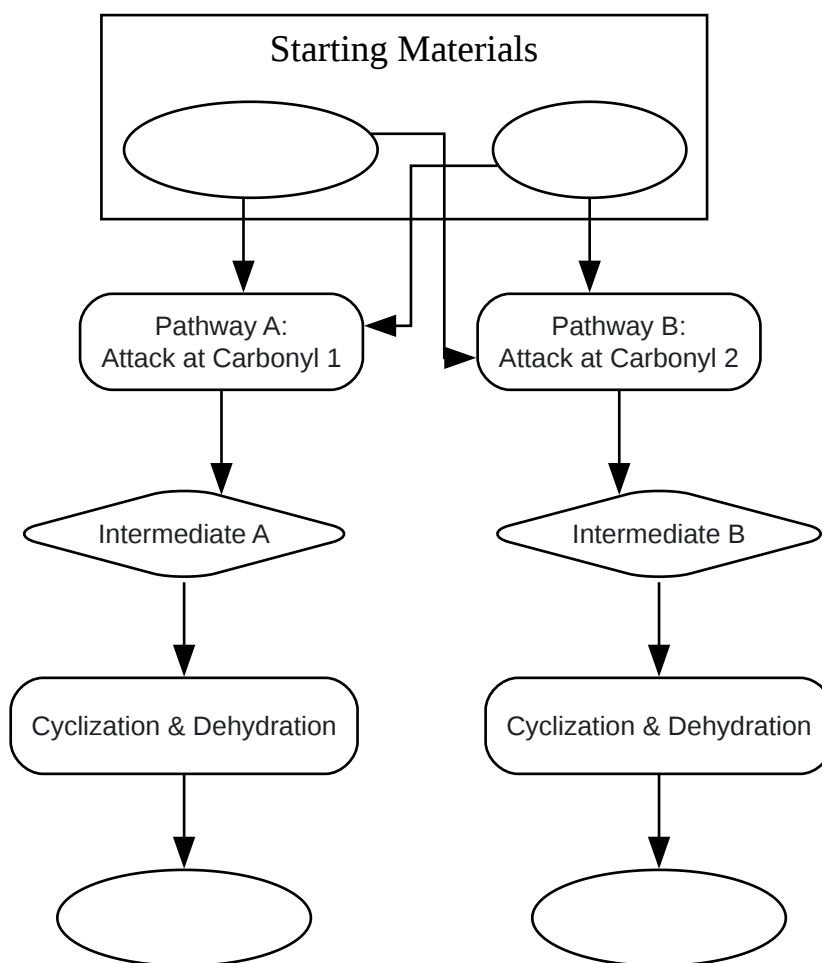 Starting Materials
Pathway A:
Attack at Carbonyl 1
Pathway B:
Attack at Carbonyl 2
Intermediate A
Intermediate B
Cyclization & Dehydration
Cyclization & Dehydration